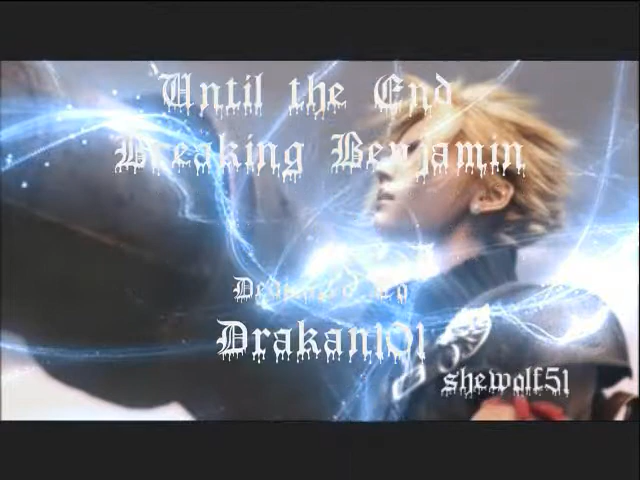 Until the End
Breaking Benjamin
Dedicated To
Drakan101
shewolf51